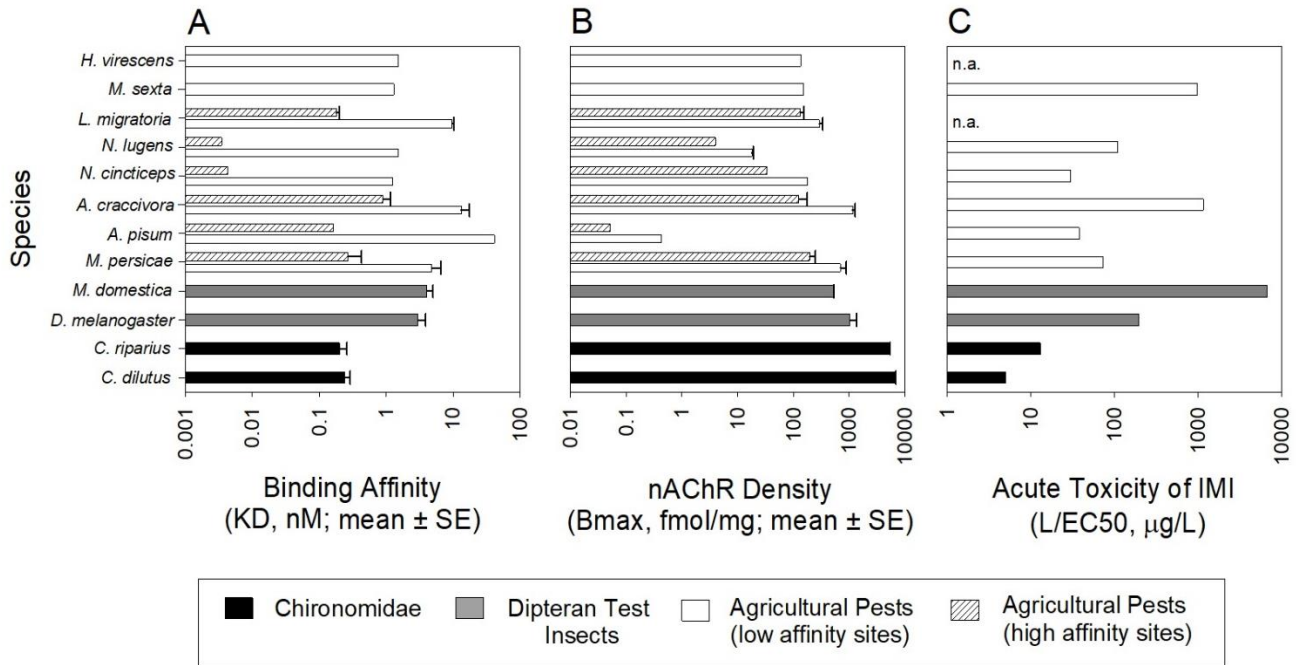 A
B
C
Species
H. virescens
M. sexta
L. migratoria
N. lugens
N. cincticeps
A. craccivora
A. pisum
M. persicae
M. domestica
D. melanogaster
C. riparius
C. dilutus
n.a.
n.a.
0.001
0.01
0.1
1
10
100
0.01
0.1
1
10
100
1000
10000
1
10
100
1000
10000
Binding Affinity
(KD, nM; mean ± SE)
nAChR Density
(Bmax, fmol/mg; mean ± SE)
Acute Toxicity of IMI
(L/EC50, μg/L)
Chironomidae
Dipteran Test
Insects
Agricultural Pests
(low affinity sites)
Agricultural Pests
(high affinity sites)